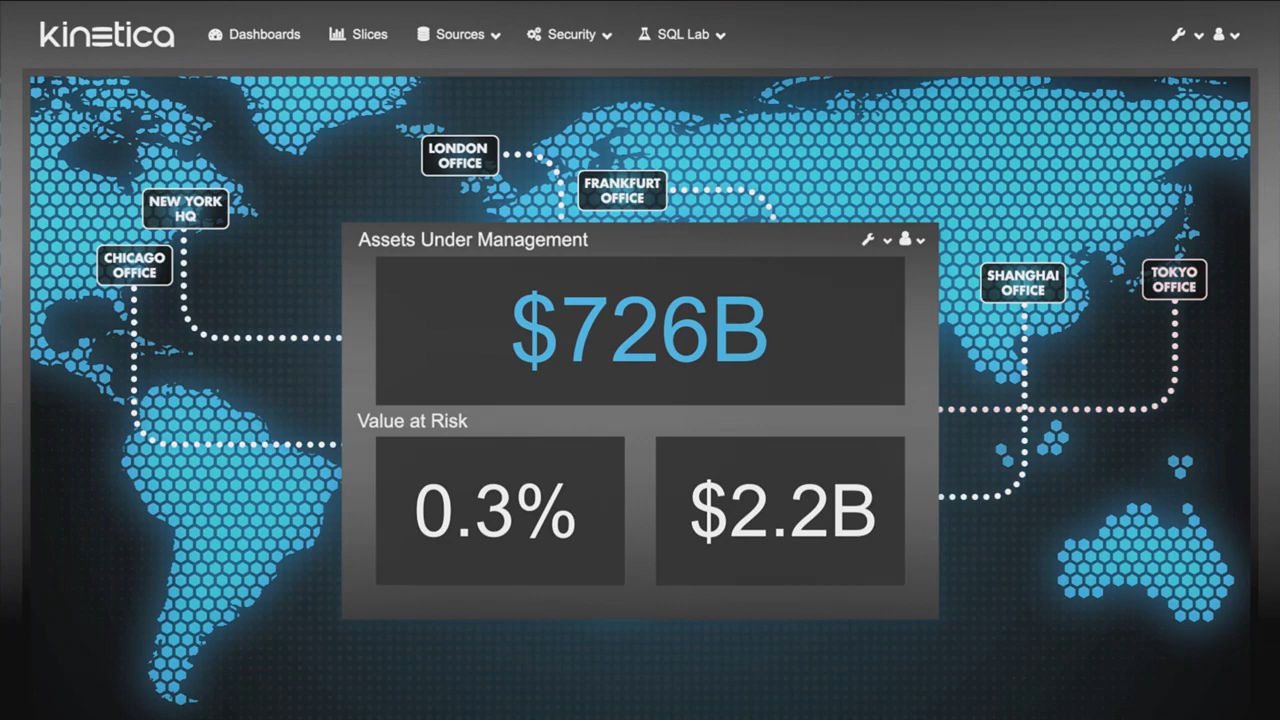 kinetica
Dashboards
Slices
Sources
Security
SQL Lab
LONDON
OFFICE
FRANKFURT
OFFICE
NEW YORK
HQ
CHICAGO
OFFICE
SHANGHAI
OFFICE
TOKYO
OFFICE
Assets Under Management
$726B
Value at Risk
0.3%
$2.2B